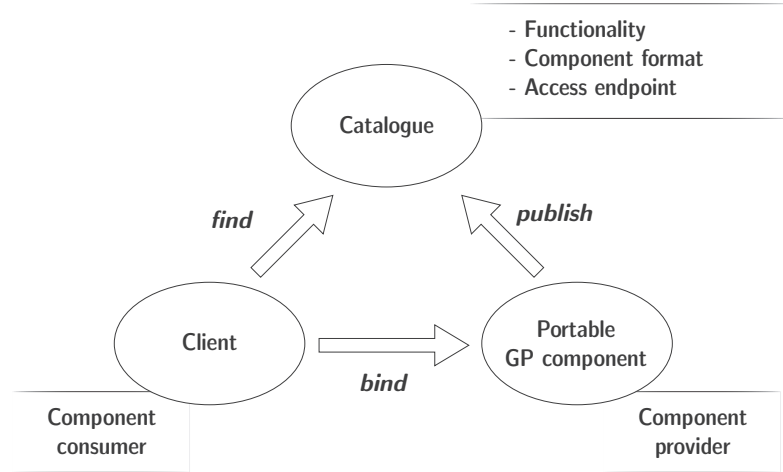 - Functionality
- Component format
- Access endpoint
Catalogue
find
publish
Client
Portable
GP component
bind
Component
consumer
Component
provider